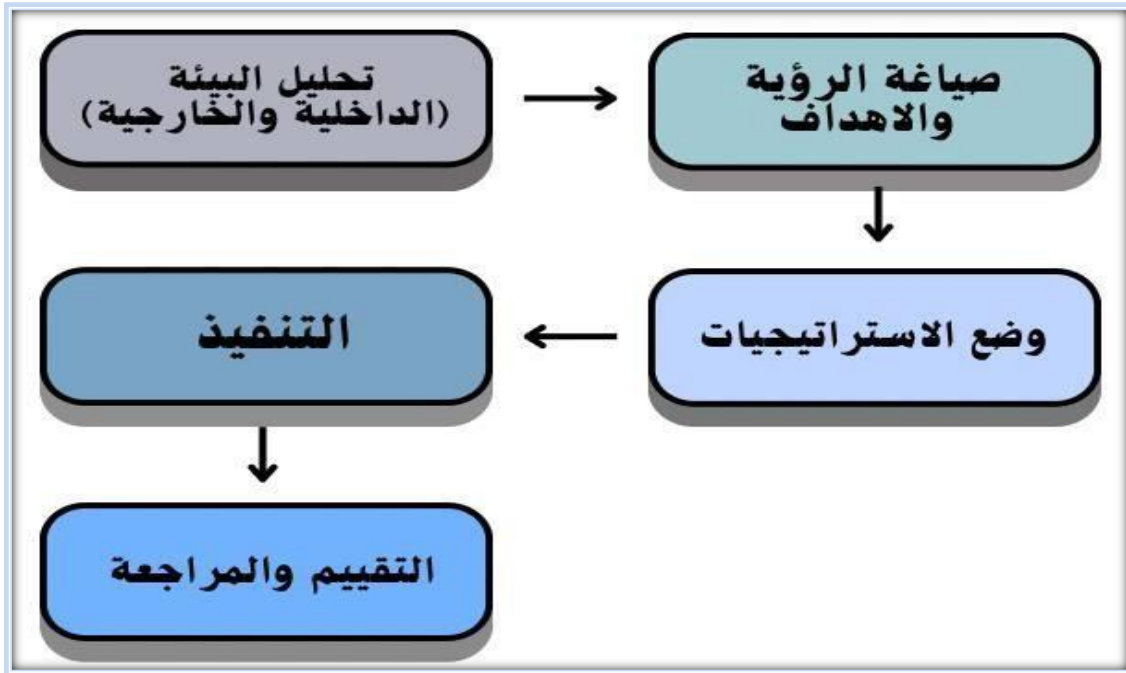 تحليل البيئة
(الداخلية والخارجية)
صياغة الرؤية
والاهداف
وضع الاستراتيجيات
التنفيذ
التقييم والمراجعة